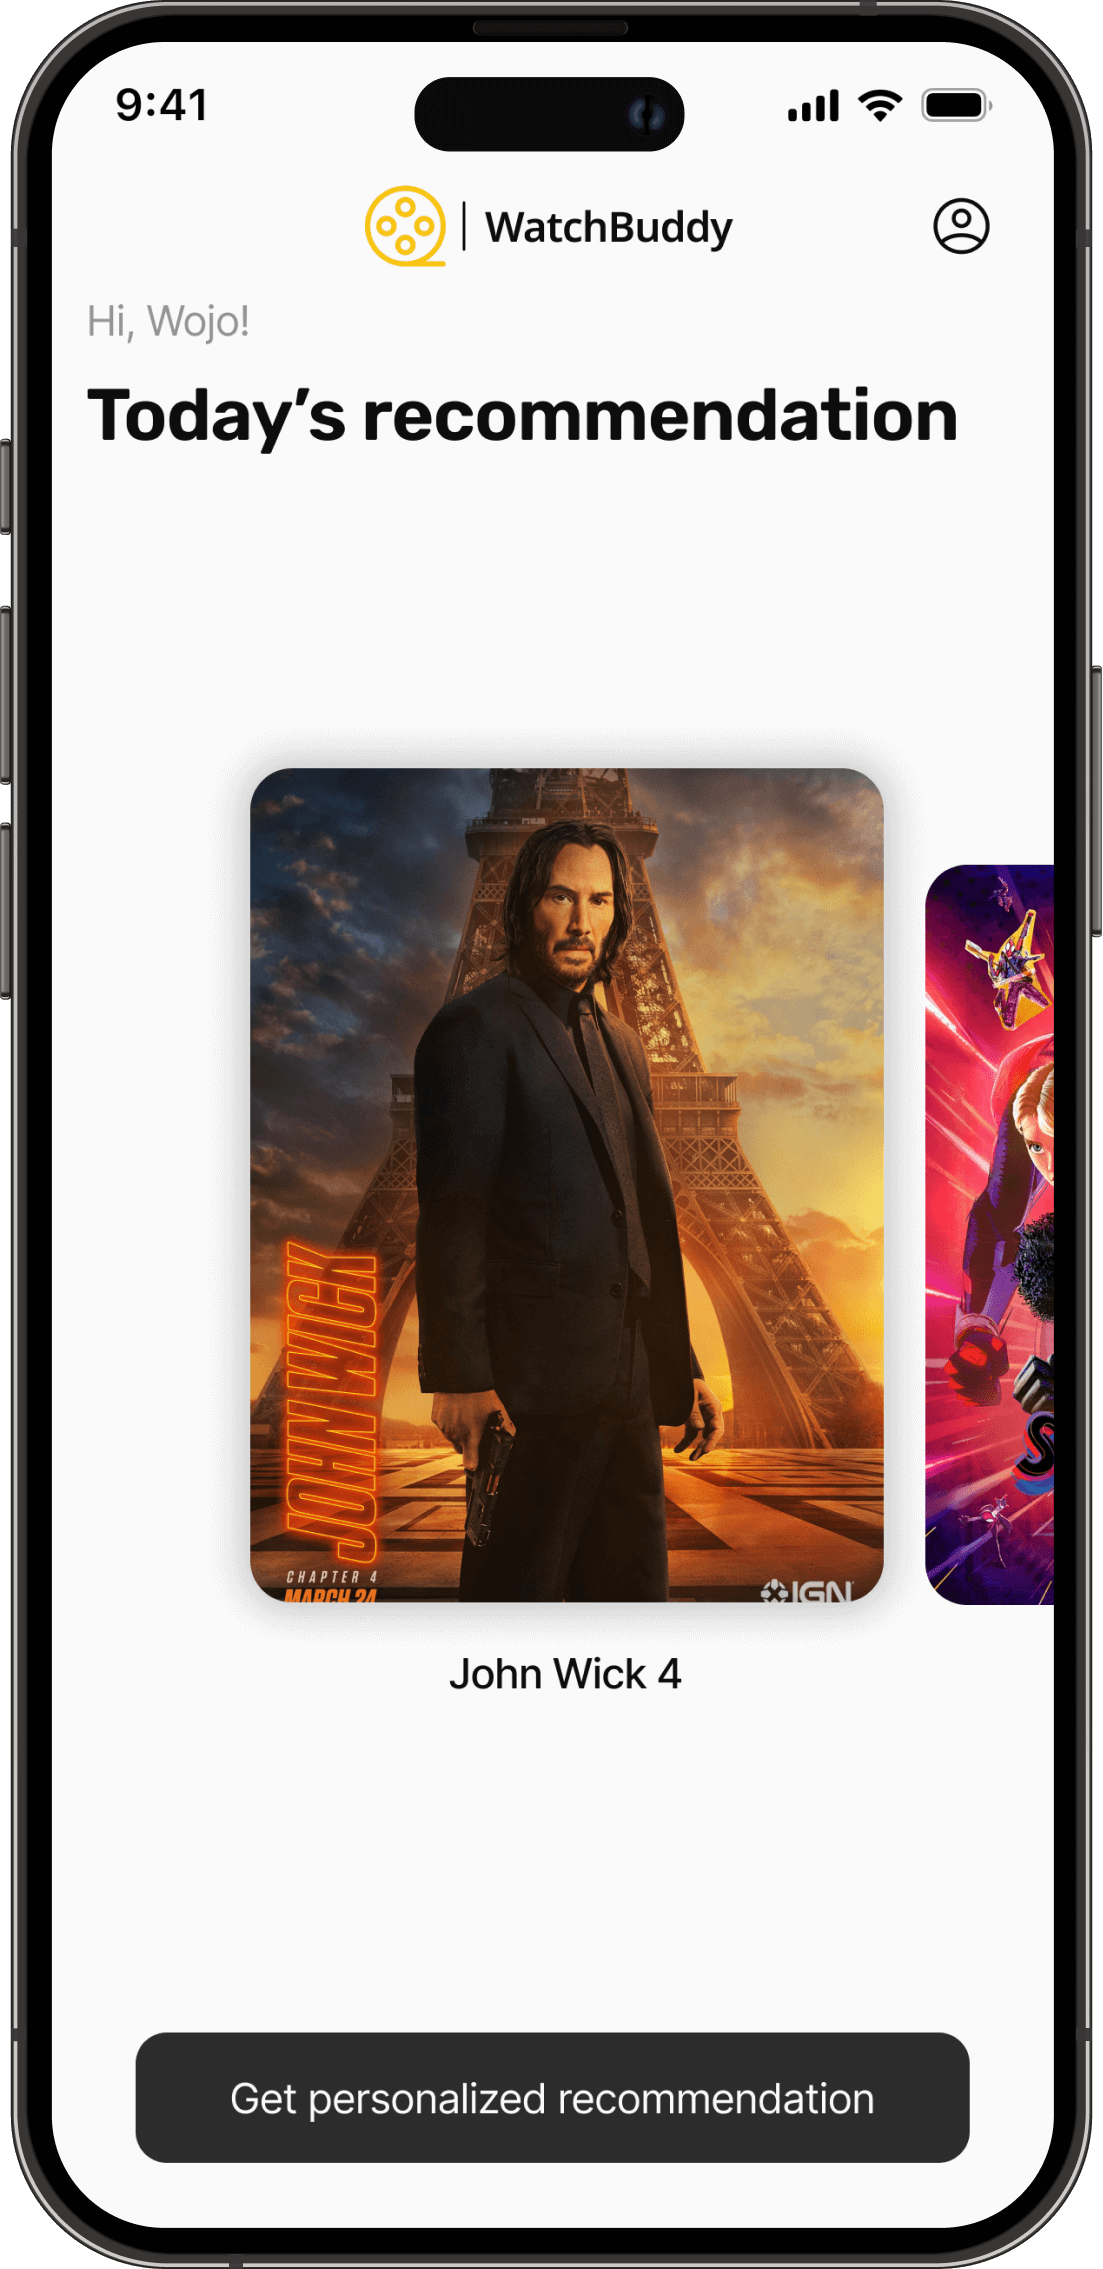 9:41
WatchBuddy
Hi, Wojo!
Today's recommendation
JOHN WICK
CHAPTER 4
MARCH 24
IGN
S
John Wick 4
Get personalized recommendation